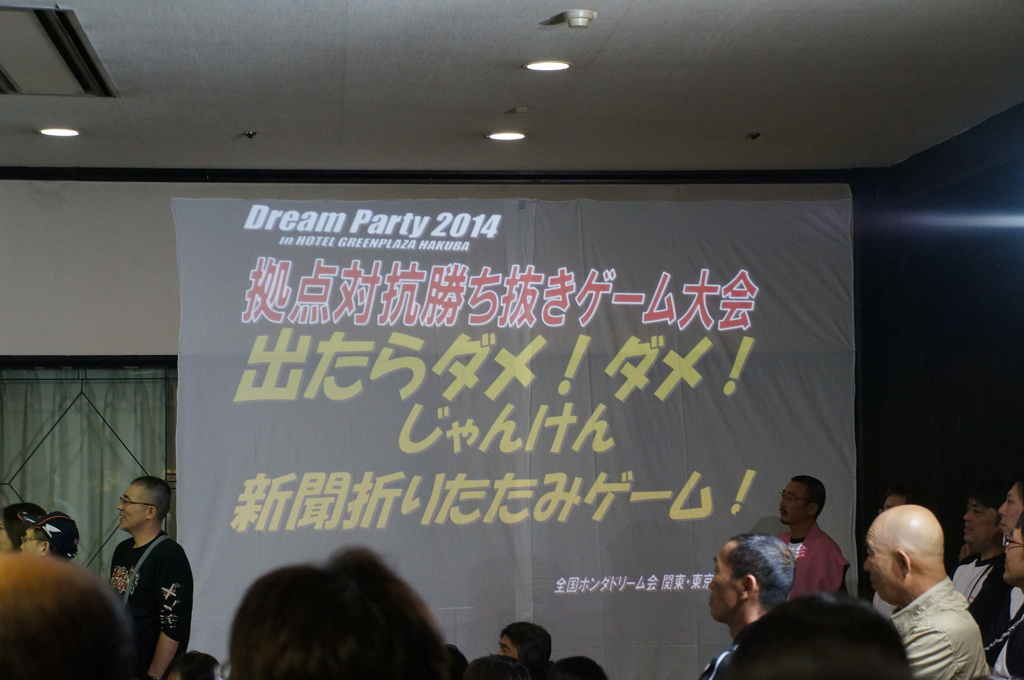 Dream Party 2014
in HOTEL GREENPLAZA HAKUBA
拠点対抗勝ち抜きゲーム大会
出たらダメ！ダメ！
じゃんけん
新聞折りたたみゲーム！
全国ホンダドリーム会 関東・東京